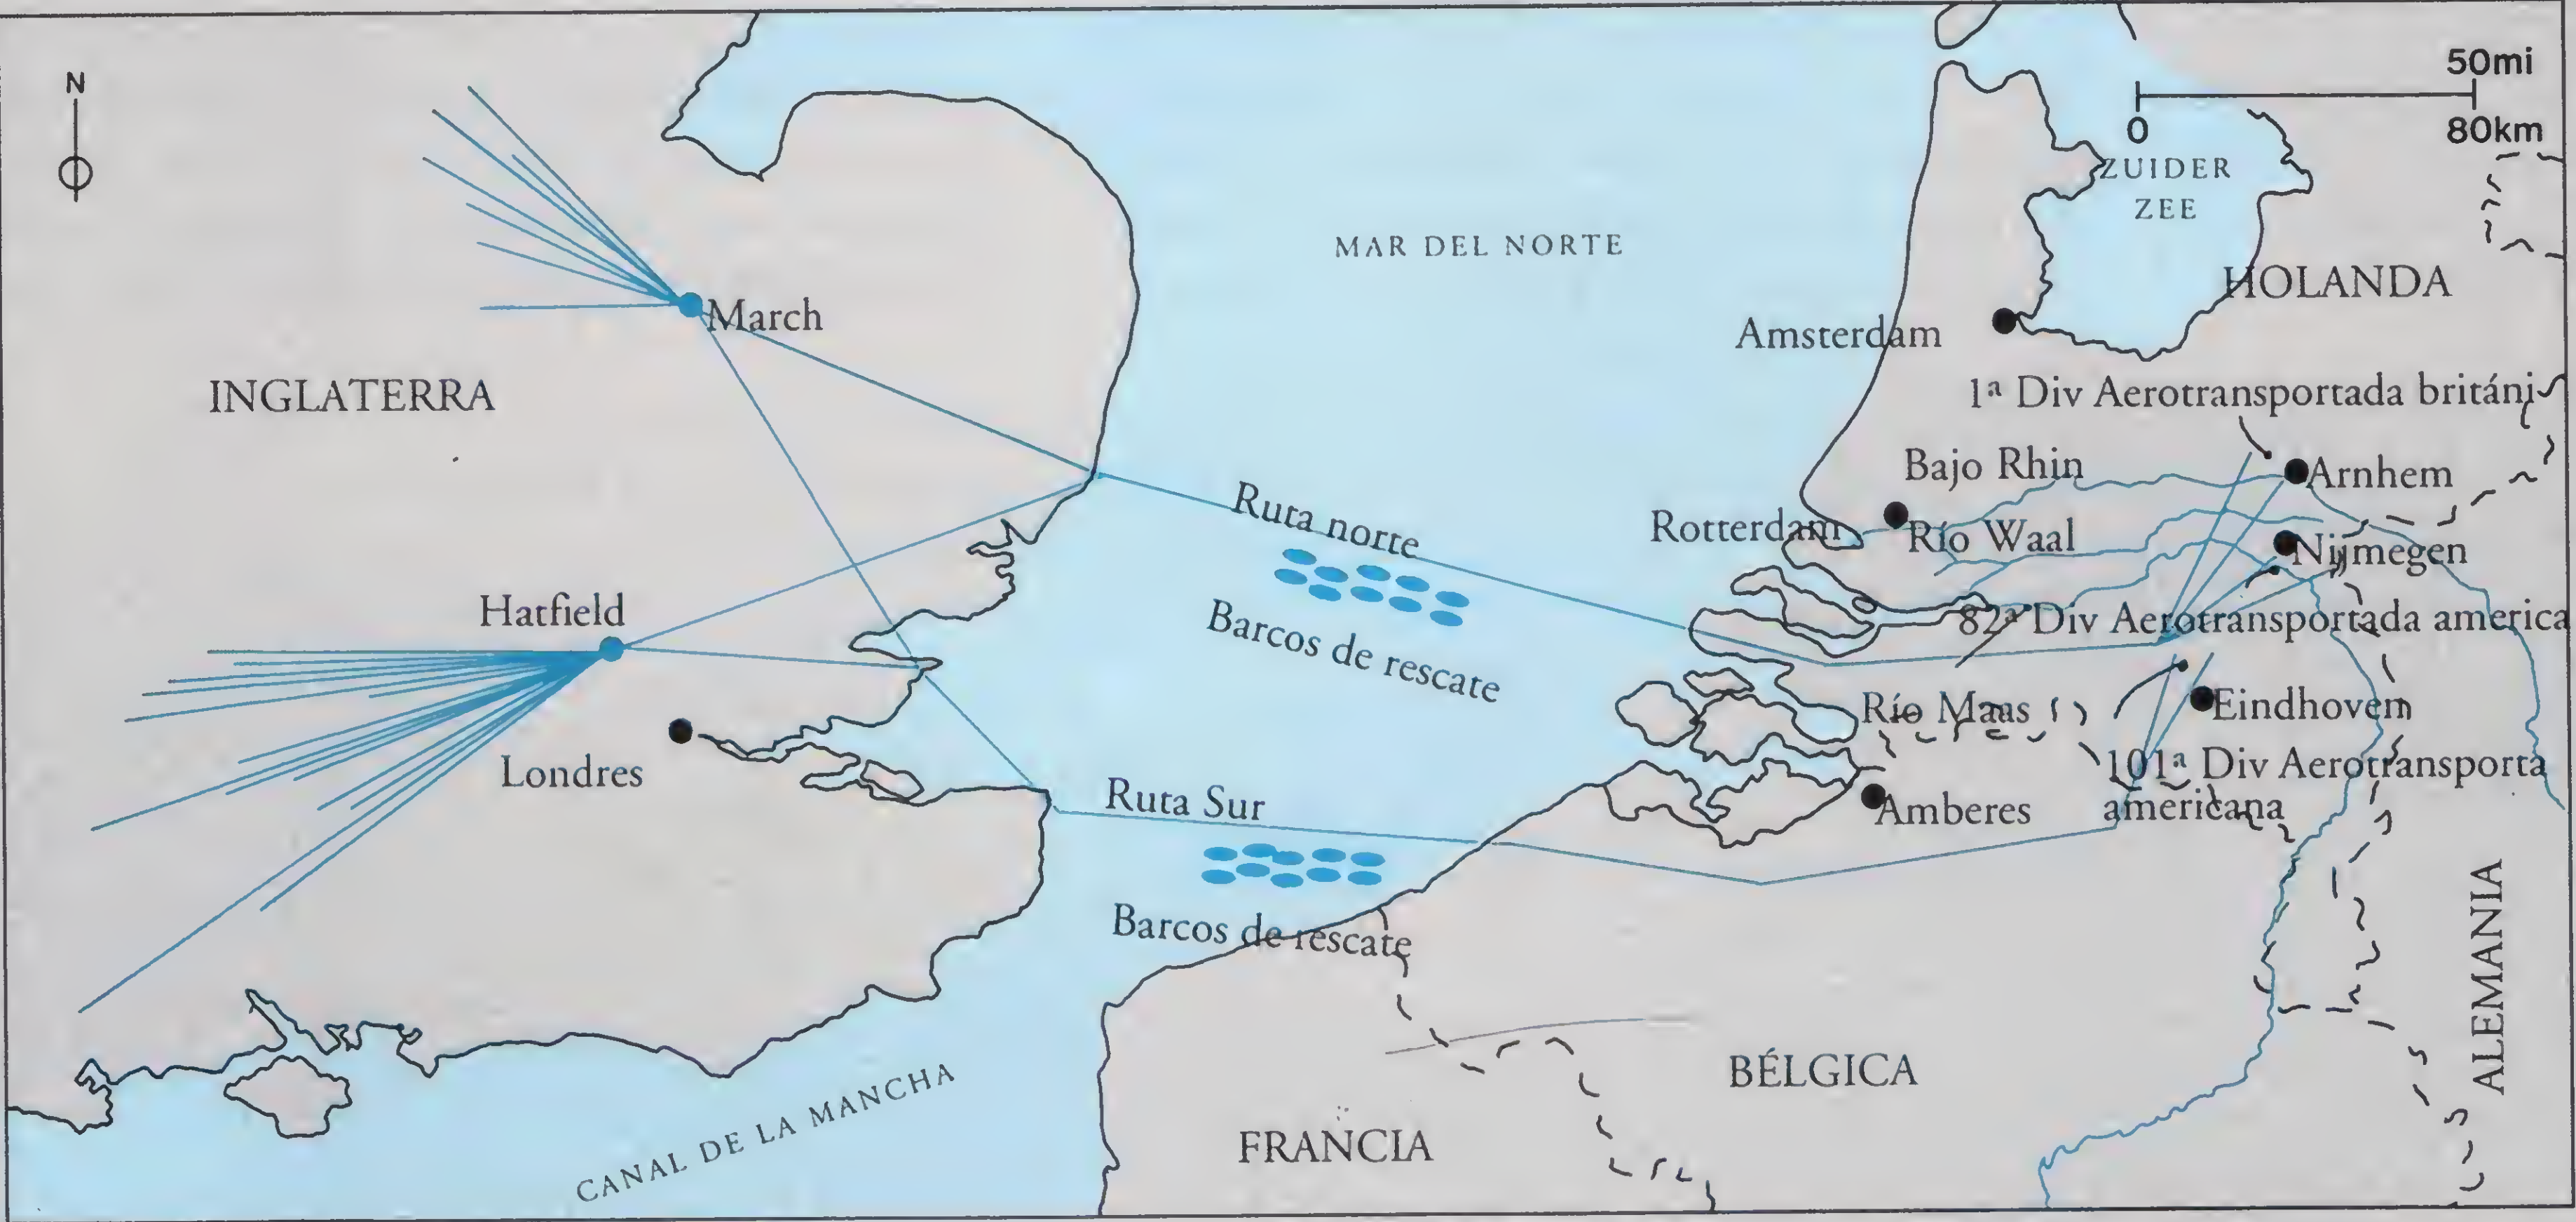 N
50mi
0
80km
ZUIDER
ZEE
MAR DEL NORTE
HOLANDA
March
Amsterdam
INGLATERRA
1ª Div Aerotransportada británi
Bajo Rhin
Arnhem
Ruta norte
Rotterdam
Río Waal
Nijmegen
Hatfield
Barcos de rescate
82ª Div Aerotransportada america
Río Maas
Eindhoven
Londres
101ª Div Aerotransporta
americana
Ruta Sur
Amberes
Barcos de rescate
ALEMANIA
CANAL DE LA MANCHA
BÉLGICA
FRANCIA